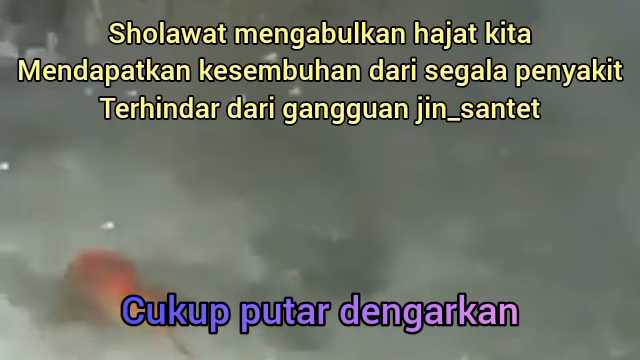 Sholawat mengabulkan hajat kita
Mendapatkan kesembuhan dari segala penyakit
Terhindar dari gangguan jin_santet
Cukup putar dengarkan